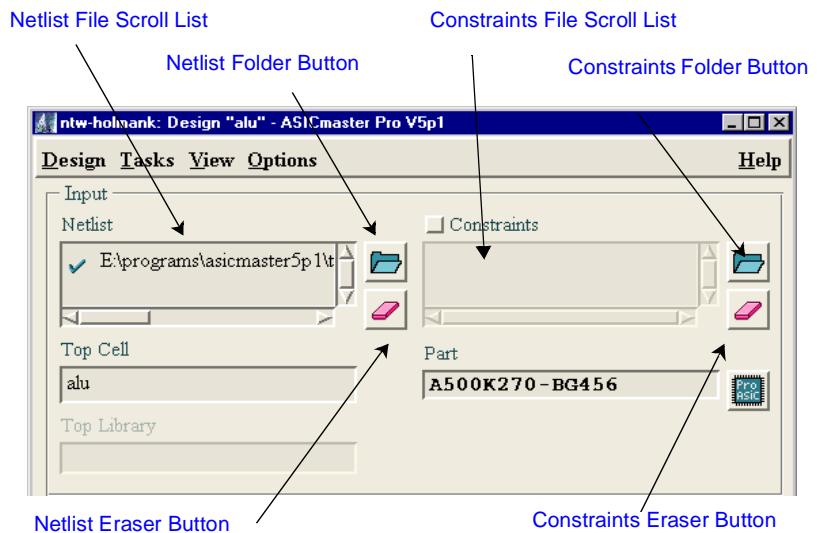 Netlist File Scroll List
Constraints File Scroll List
Netlist Folder Button
Constraints Folder Button
ntw-holmank: Design "alu" - ASICmaster Pro V5p1
Design Tasks View Options Help
Input
Netlist
Constraints
E:\programs\asicmaster5p1\t
Top Cell
Part
alu
A500K270-BG456
Pro
ASIC
Top Library
Netlist Eraser Button
Constraints Eraser Button